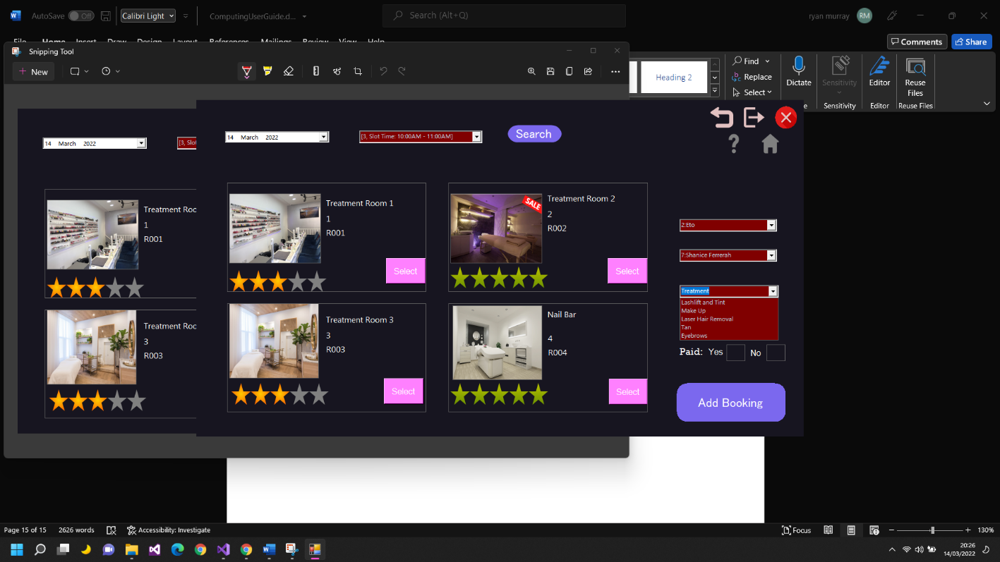 AutoSave Off Calibri Light ComputingUserGuide.d... Search (Alt+Q) ryan murray RM
File Home Insert Draw Design Layout References Mailings Review View Help Comments Share
Snipping Tool
New
Heading 2
Find
Replace
Select
Dictate
Sensitivity
Editor
Reuse
Files
Sensitivity
Editor
Reuse Files
14 March 2022
[3, Slot
14 March 2022
[3, Slot Time: 10:00AM - 11:00AM]
Search
?
Treatment Roo
1
R001
Treatment Roo
3
R003
Treatment Room 1
1
R001
Select
SALE
Treatment Room 2
2
R002
Select
Treatment Room 3
3
R003
Select
Nail Bar
4
R004
Select
2:Eto
7:Shanice Ferrerah
Treatment
Lashlift and Tint
Make Up
Laser Hair Removal
Tan
Eyebrows
Paid: Yes No
Add Booking
Page 15 of 15 2626 words Accessibility: Investigate Focus 130%
20:26
14/03/2022